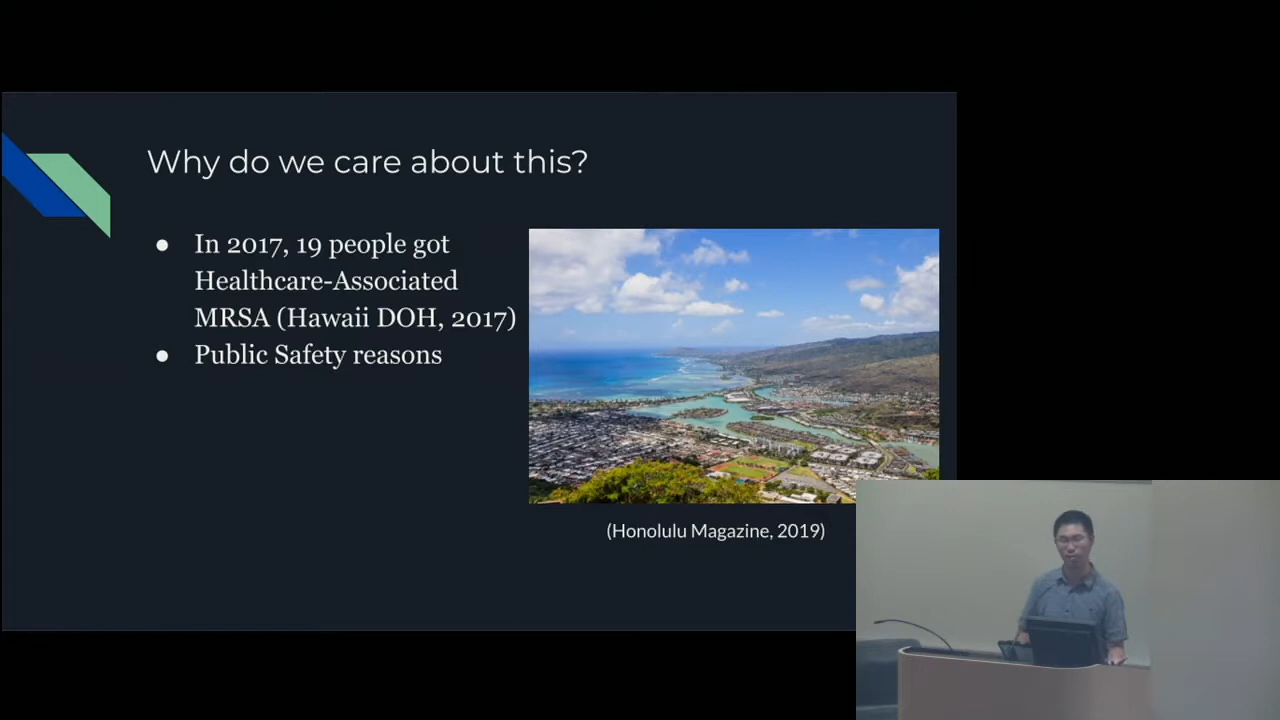 Why do we care about this?
● In 2017, 19 people got
Healthcare-Associated
MRSA (Hawaii DOH, 2017)
● Public Safety reasons
(Honolulu Magazine, 2019)